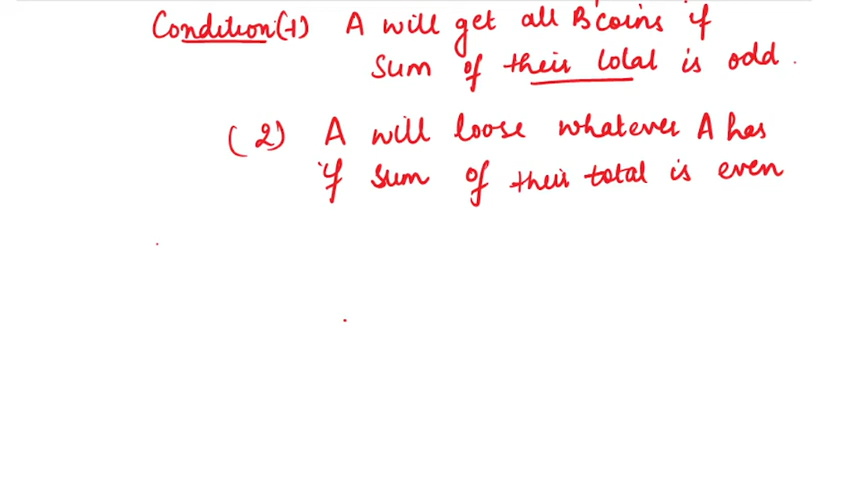 Condition (1) A will get all B'coins if
sum of their total is odd.
(2) A will loose whatever A has
if sum of their total is even